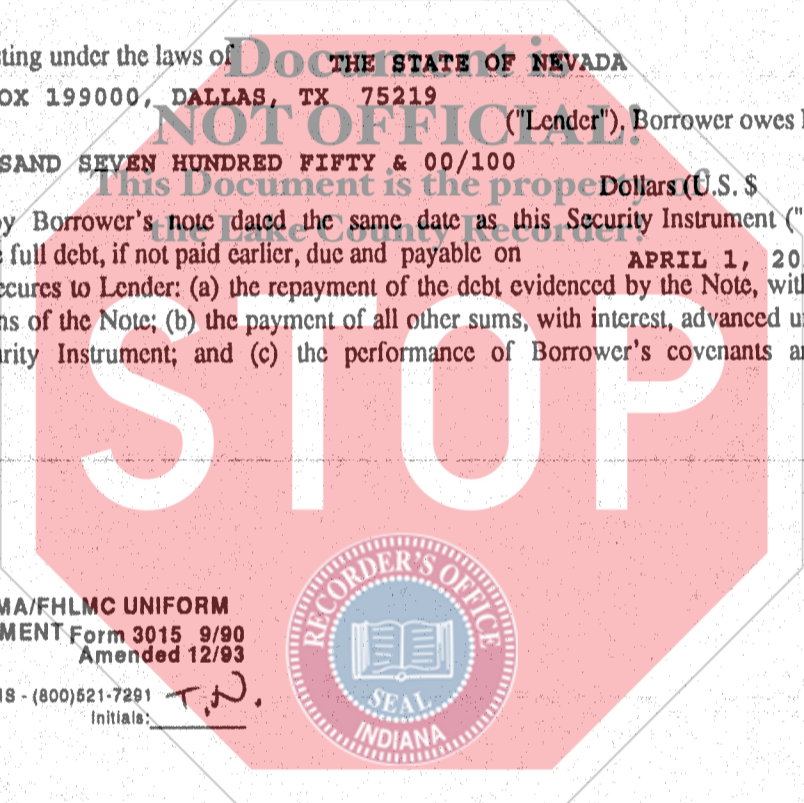 ting under the laws of THE STATE OF NEVADA
Document is
OX 199000, DALLAS, TX 75219
NOT OFFICIAL!
("Lender"). Borrower owes
SAND SEVEN HUNDRED FIFTY & 00/100
This Document is the property of
Dollars (U.S. $
the Lake County Recorder!
by Borrower's note dated the same date as this Security Instrument ("
full debt, if not paid earlier, due and payable on APRIL 1, 20
ecures to Lender: (a) the repayment of the debt evidenced by the Note, with
ns of the Note; (b) the payment of all other sums, with interest, advanced u
urity Instrument; and (c) the performance of Borrower's covenants a
STOP
RECORDER'S OFFICE
SEAL
INDIANA
MA/FHLMC UNIFORM
MENT Form 3015 9/90
Amended 12/93
S - (800)521-7291 T.N.
Initials: